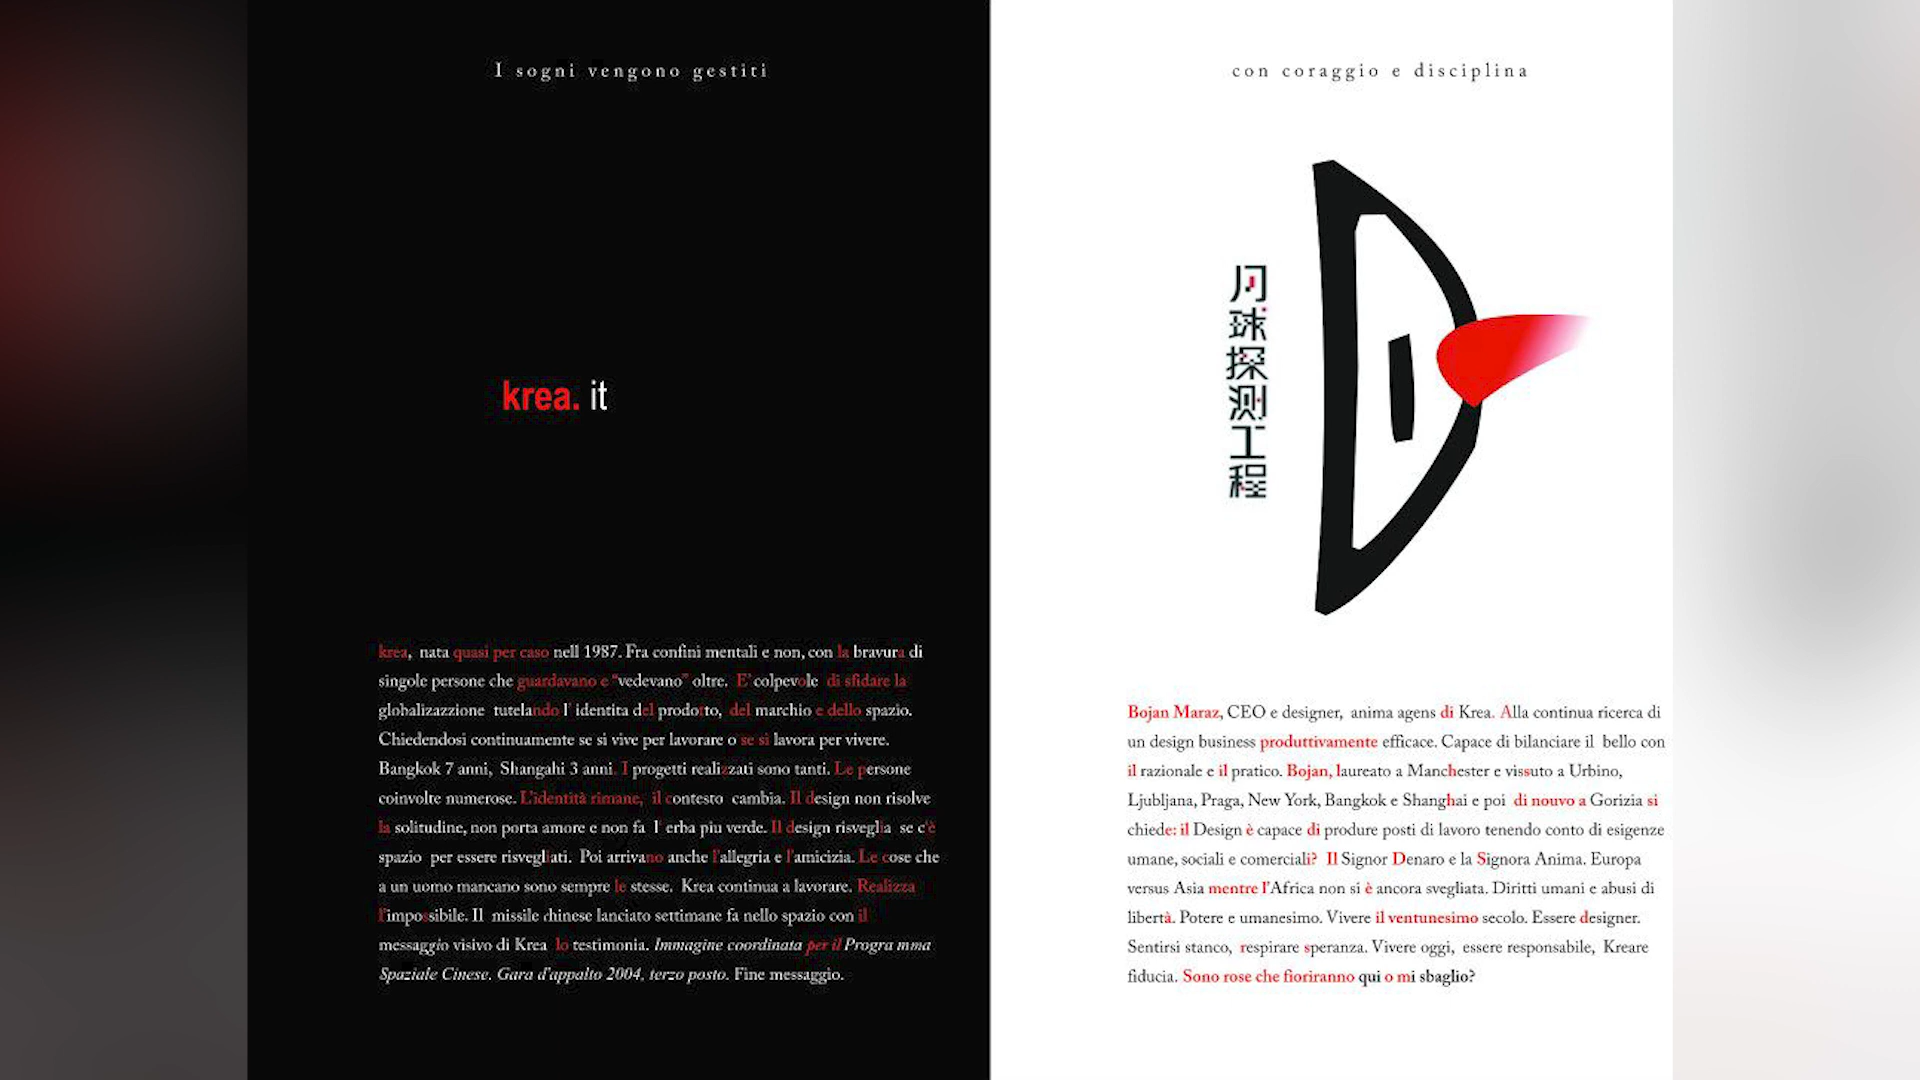 I sogni vengono gestiti
krea. it
krea, nata quasi per caso nell 1987. Fra confini mentali e non, con la bravura di
singole persone che guardavano e "vedevano" oltre. E' colpevole di sfidare la
globalizazzione tutelando l' identita del prodotto, del marchio e dello spazio.
Chiedendosi continuamente se si vive per lavorare o se si lavora per vivere.
Bangkok 7 anni, Shangahi 3 anni. I progetti realizzati sono tanti. Le persone
coinvolte numerose. L'identità rimane, il contesto cambia. Il design non risolve
la solitudine, non porta amore e non fa l' erba piu verde. Il design risveglia se c'è
spazio per essere risvegliati. Poi arrivano anche l'allegria e l'amicizia. Le cose che
a un uomo mancano sono sempre le stesse. Krea continua a lavorare. Realizza
l'impossibile. Il missile chinese lanciato settimane fa nello spazio con il
messaggio visivo di Krea lo testimonia. Immagine coordinata per il Progra mma
Spaziale Cinese. Gara d'appalto 2004, terzo posto. Fine messaggio.
con coraggio e disciplina
月球探测工程
Bojan Maraz, CEO e designer, anima agens di Krea. Alla continua ricerca di
un design business produttivamente efficace. Capace di bilanciare il bello con
il razionale e il pratico. Bojan, laureato a Manchester e vissuto a Urbino,
Ljubljana, Praga, New York, Bangkok e Shanghai e poi di nuovo a Gorizia si
chiede: il Design è capace di produre posti di lavoro tenendo conto di esigenze
umane, sociali e comerciali? Il Signor Denaro e la Signora Anima. Europa
versus Asia mentre l'Africa non si è ancora svegliata. Diritti umani e abusi di
libertà. Potere e umanesimo. Vivere il ventunesimo secolo. Essere designer.
Sentirsi stanco, respirare speranza. Vivere oggi, essere responsabile, Kreare
fiducia. Sono rose che fioriranno qui o mi sbaglio?